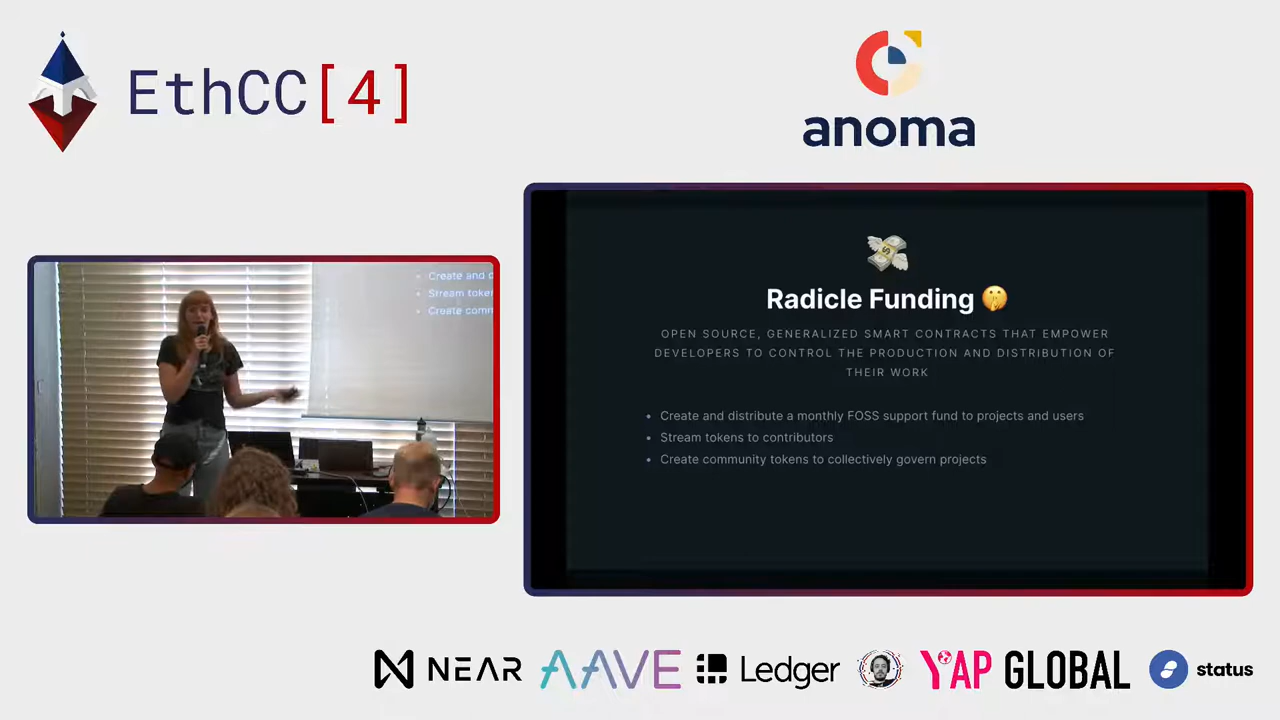 EthCC[4]
anoma
Create and
Stream token
Create comm
Radicle Funding
OPEN SOURCE, GENERALIZED SMART CONTRACTS THAT EMPOWER
DEVELOPERS TO CONTROL THE PRODUCTION AND DISTRIBUTION OF
THEIR WORK
• Create and distribute a monthly FOSS support fund to projects and users
• Stream tokens to contributors
• Create community tokens to collectively govern projects
NEAR AAVE Ledger YAP GLOBAL status